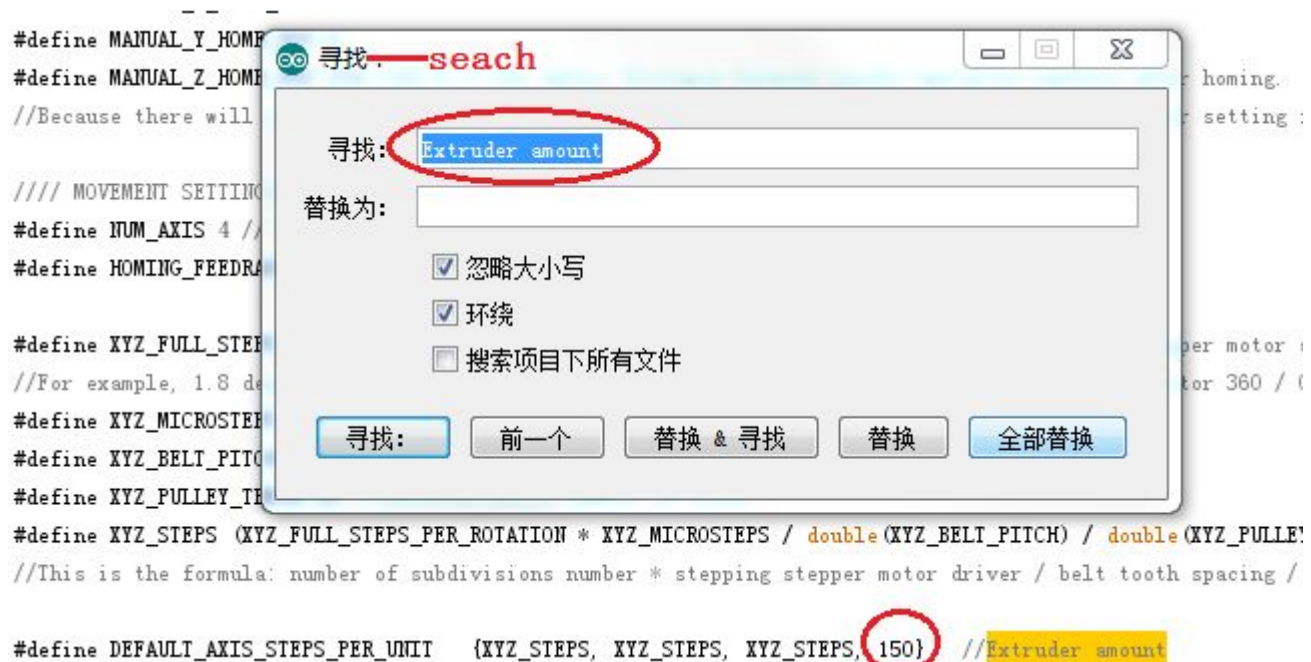 #define MANUAL_Y_HOME
寻找: seach
#define MANUAL_Z_HOME
r homing.
//Because there will
r setting
寻找: Extruder amount
//// MOVEMENT SETTING
替换为:
#define NUM_AXIS 4 //
#define HOMING_FEEDRA
忽略大小写
环绕
#define XYZ_FULL_STEP
per motor s
搜索项目下所有文件
//For example, 1.8 de
tor 360 / 0
#define XYZ_MICROSTEP
寻找: 前一个 替换 & 寻找 替换 全部替换
#define XYZ_BELT_PITC
#define XYZ_PULLEY_TE
#define XYZ_STEPS (XYZ_FULL_STEPS_PER_ROTATION * XYZ_MICROSTEPS / double(XYZ_BELT_PITCH) / double(XYZ_PULLEY
//This is the formula: number of subdivisions number * stepping stepper motor driver / belt tooth spacing /
#define DEFAULT_AXIS_STEPS_PER_UNIT {XYZ_STEPS, XYZ_STEPS, XYZ_STEPS, 150} //Extruder amount